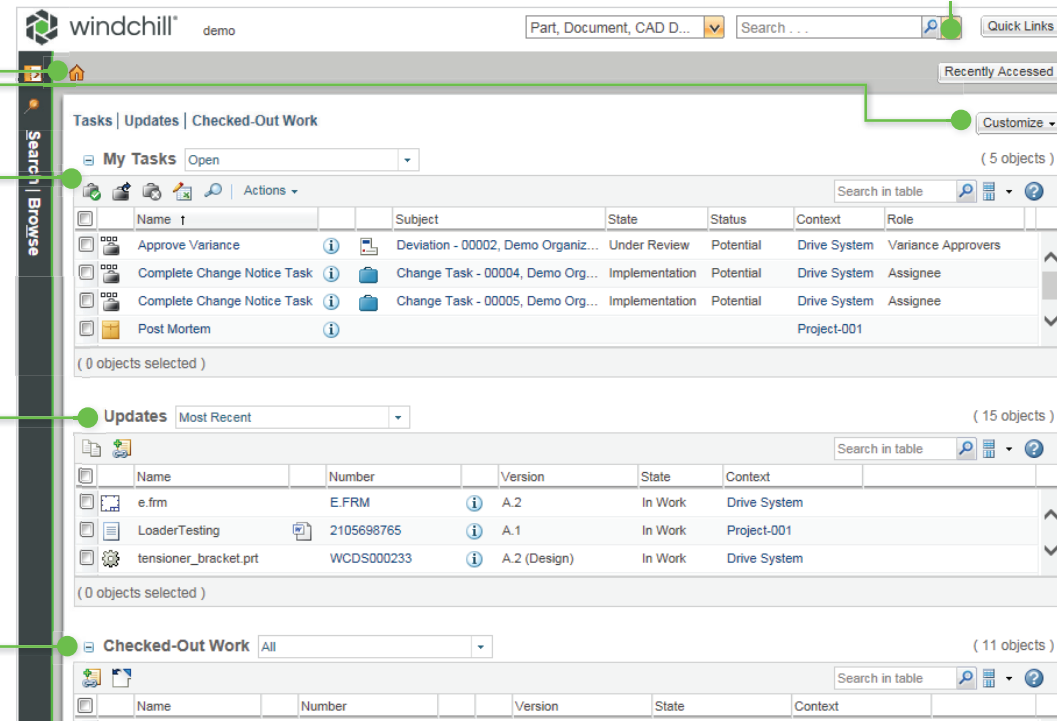 windchill® demo Part, Document, CAD D... Search . . . Quick Links
Recently Accessed
Search | Browse
Tasks | Updates | Checked-Out Work Customize
My Tasks Open ( 5 objects )
Actions Search in table
Name ↑ Subject State Status Context Role
Approve Variance Deviation - 00002, Demo Organiz... Under Review Potential Drive System Variance Approvers
Complete Change Notice Task Change Task - 00004, Demo Org... Implementation Potential Drive System Assignee
Complete Change Notice Task Change Task - 00005, Demo Org... Implementation Potential Drive System Assignee
Post Mortem Project-001
( 0 objects selected )
Updates Most Recent ( 15 objects )
Search in table
Name Number Version State Context
e.frm E.FRM A.2 In Work Drive System
LoaderTesting 2105698765 A.1 In Work Project-001
tensioner_bracket.prt WCDS000233 A.2 (Design) In Work Drive System
( 0 objects selected )
Checked-Out Work All ( 11 objects )
Search in table
Name Number Version State Context